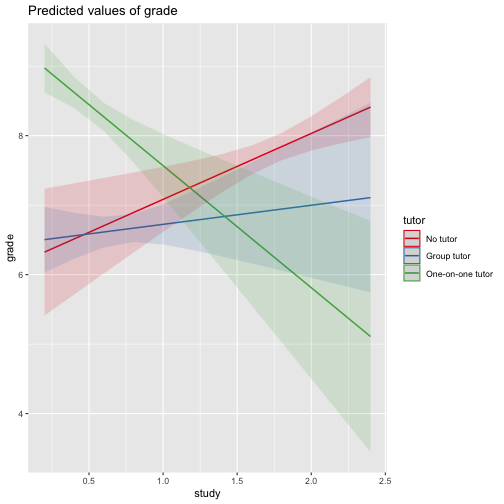 Predicted values of grade
grade
8
6
4
0.5 1.0 1.5 2.0 2.5
study
tutor
No tutor
Group tutor
One-on-one tutor